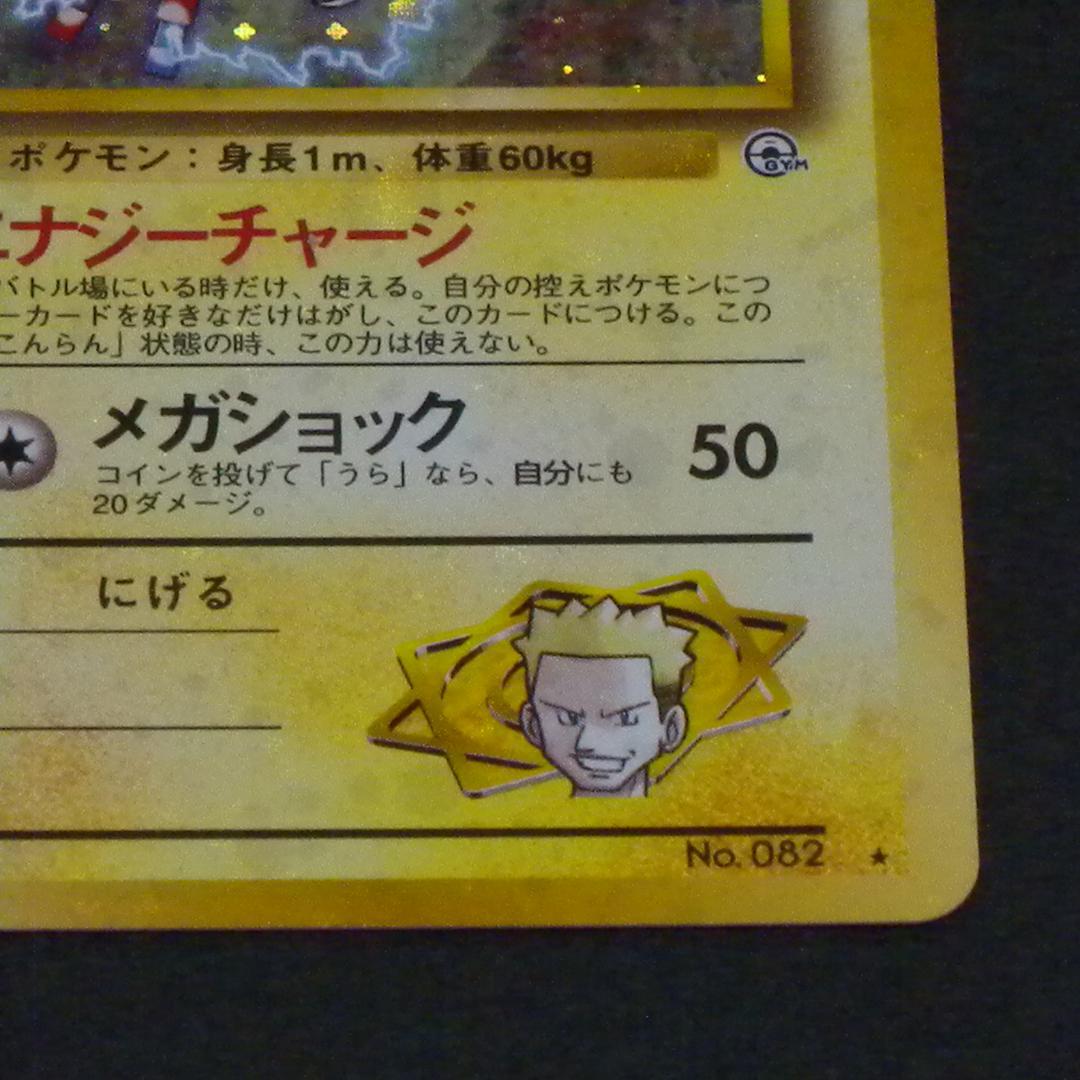 ポケモン：身長1m、体重60kg
GYM
エナジーチャージ
バトル場にいる時だけ、使える。自分の控えポケモンにつ
ーカードを好きなだけはがし、このカードにつける。この
こんらん」状態の時、この力は使えない。
メガショック
50
コインを投げて「うら」なら、自分にも
20ダメージ。
にげる
No. 082 ★